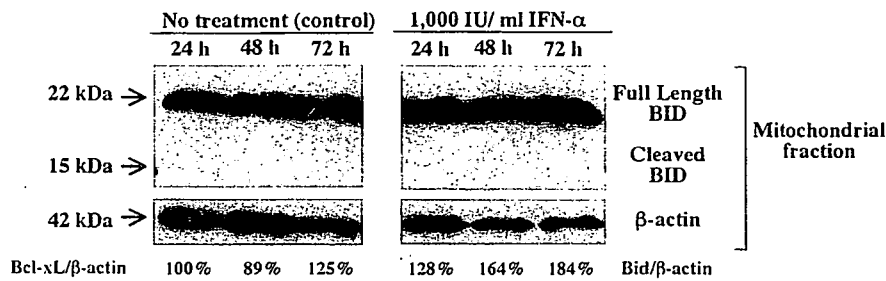 No treatment (control) 1,000 IU/ ml IFN-α
24 h 48 h 72 h 24 h 48 h 72 h
22 kDa Full Length
BID
Mitochondrial
fraction
15 kDa Cleaved
BID
42 kDa β-actin
Bcl-xL/β-actin 100% 89% 125% 128% 164% 184% Bid/β-actin